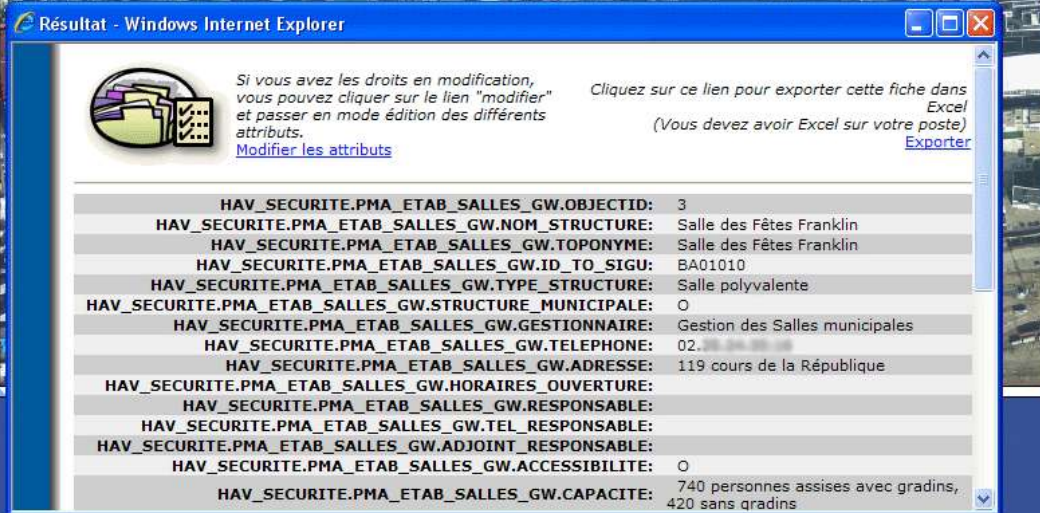 Résultat - Windows Internet Explorer
Si vous avez les droits en modification,
vous pouvez cliquer sur le lien "modifier"
et passer en mode édition des différents
attributs.
Modifier les attributs
Cliquez sur ce lien pour exporter cette fiche dans
Excel
(Vous devez avoir Excel sur votre poste)
Exporter
HAV_SECURITE.PMA_ETAB_SALLES_GW.OBJECTID: 3
HAV_SECURITE.PMA_ETAB_SALLES_GW.NOM_STRUCTURE: Salle des Fêtes Franklin
HAV_SECURITE.PMA_ETAB_SALLES_GW.TOPONYME: Salle des Fêtes Franklin
HAV_SECURITE.PMA_ETAB_SALLES_GW.ID_TO_SIGU: BA01010
HAV_SECURITE.PMA_ETAB_SALLES_GW.TYPE_STRUCTURE: Salle polyvalente
HAV_SECURITE.PMA_ETAB_SALLES_GW.STRUCTURE_MUNICIPALE: O
HAV_SECURITE.PMA_ETAB_SALLES_GW.GESTIONNAIRE: Gestion des Salles municipales
HAV_SECURITE.PMA_ETAB_SALLES_GW.TELEPHONE: 02.
HAV_SECURITE.PMA_ETAB_SALLES_GW.ADRESSE: 119 cours de la République
HAV_SECURITE.PMA_ETAB_SALLES_GW.HORAIRES_OUVERTURE:
HAV_SECURITE.PMA_ETAB_SALLES_GW.RESPONSABLE:
HAV_SECURITE.PMA_ETAB_SALLES_GW.TEL_RESPONSABLE:
HAV_SECURITE.PMA_ETAB_SALLES_GW.ADJOINT_RESPONSABLE:
HAV_SECURITE.PMA_ETAB_SALLES_GW.ACCESSIBILITE: O
HAV_SECURITE.PMA_ETAB_SALLES_GW.CAPACITE: 740 personnes assises avec gradins,
420 sans gradins